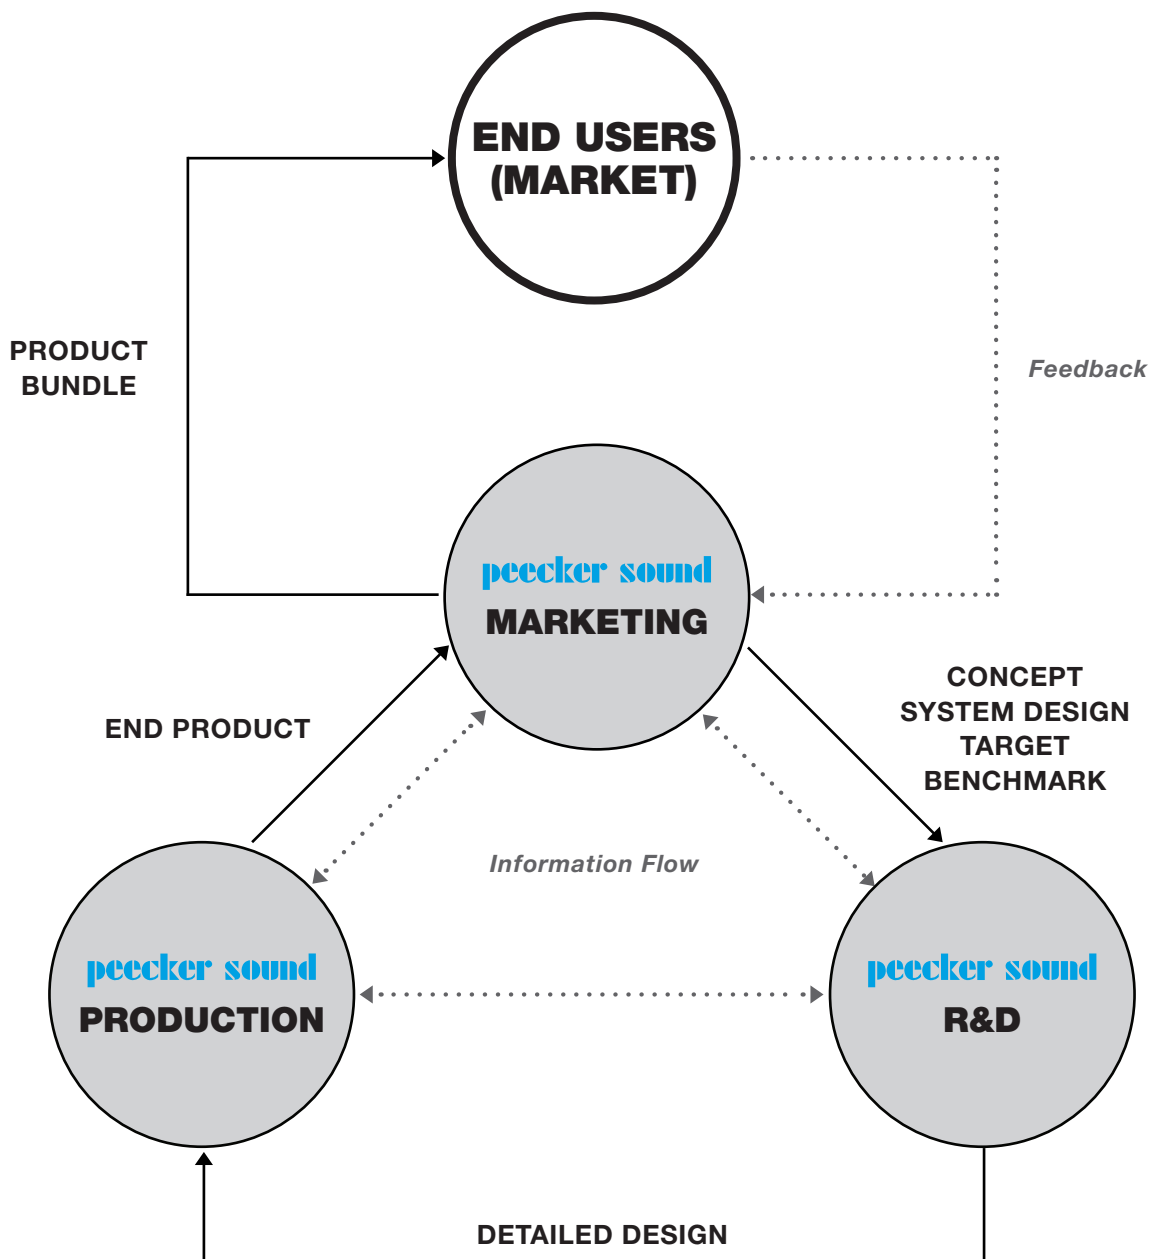 END USERS
(MARKET)
PRODUCT
BUNDLE
Feedback
peecker sound
MARKETING
CONCEPT
SYSTEM DESIGN
TARGET
BENCHMARK
END PRODUCT
Information Flow
peecker sound
PRODUCTION
peecker sound
R&D
DETAILED DESIGN